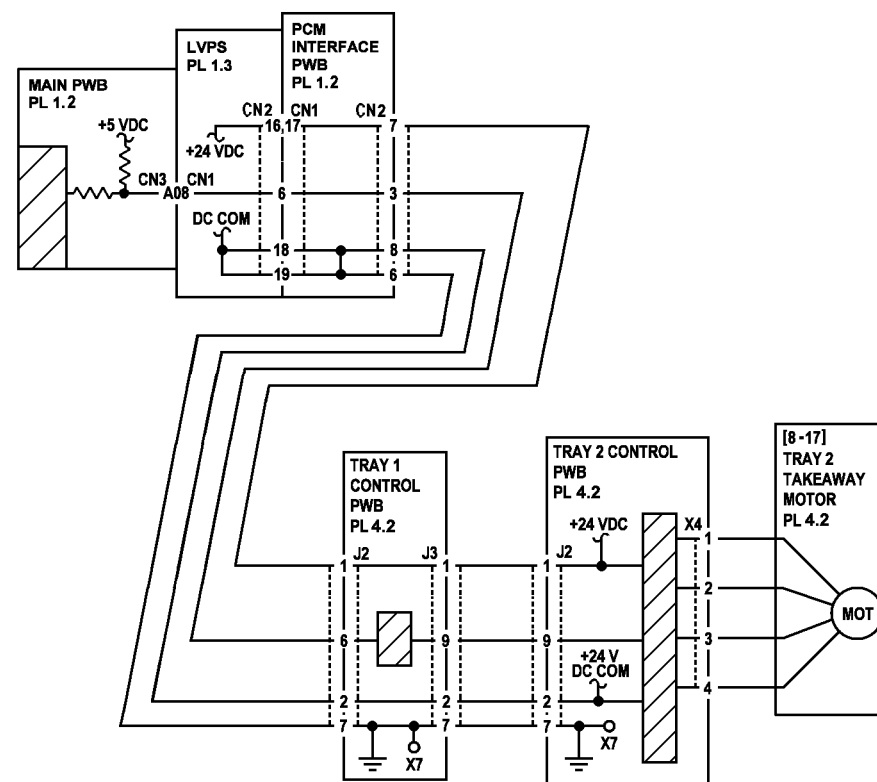 PCM
INTERFACE
PWB
PL 1.2
LVPS
PL 1.3
MAIN PWB
PL 1.2
+5 VDC
CN2 CN1 CN2
16,17 7
+24 VDC
CN3 CN1
A08 6 3
DC COM
18 8
19 6
[8 -17]
TRAY 2
TAKEAWAY
MOTOR
PL 4.2
TRAY 2 CONTROL
PWB
PL 4.2
TRAY 1
CONTROL
PWB
PL 4.2
+24 VDC X4
J2 J3 J2
1 1 1 1
2
MOT
6 9 9 3
+24 V
DC COM
4
2 2 2
7 7 7
X7 X7